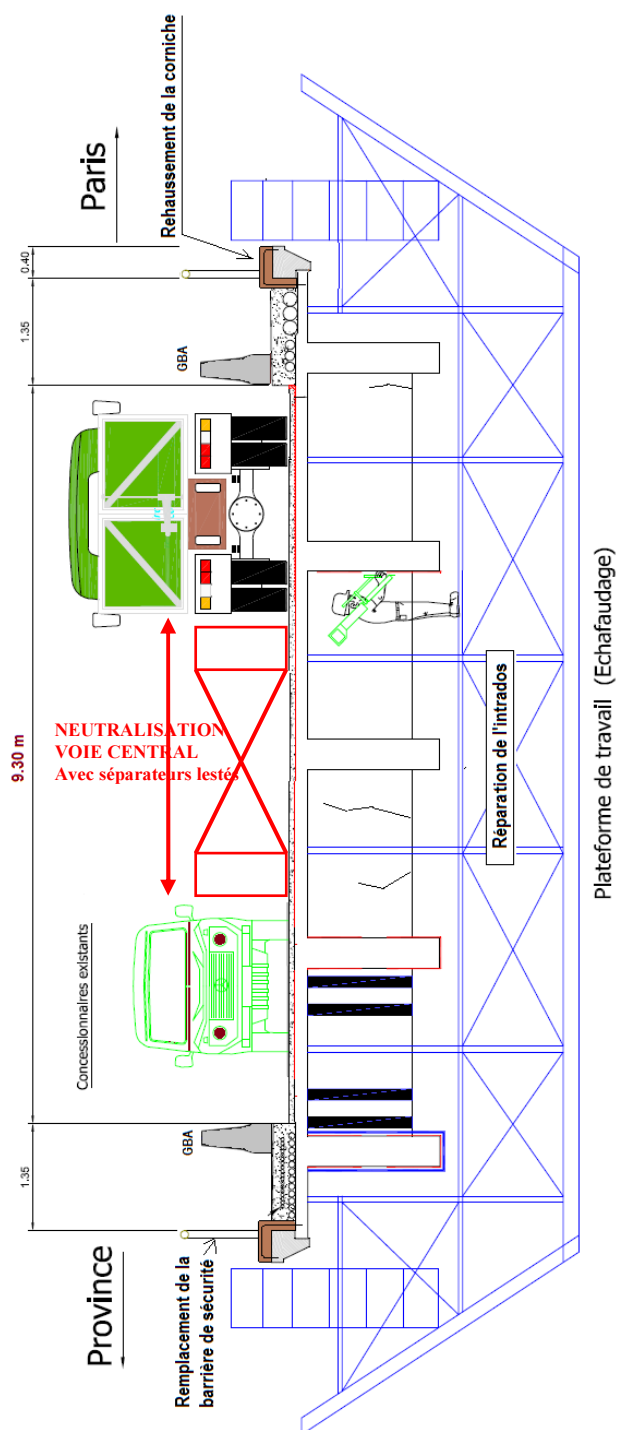 Province
Paris
Remplacement de la
barrière de sécurité
Rehaussement de la corniche
1.35
9.30 m
1.35
0.40
GBA
GBA
Concessionnaires existants
NEUTRALISATION
VOIE CENTRAL
Avec séparateurs lestés
Réparation de l'intrados
Plateforme de travail (Echafaudage)